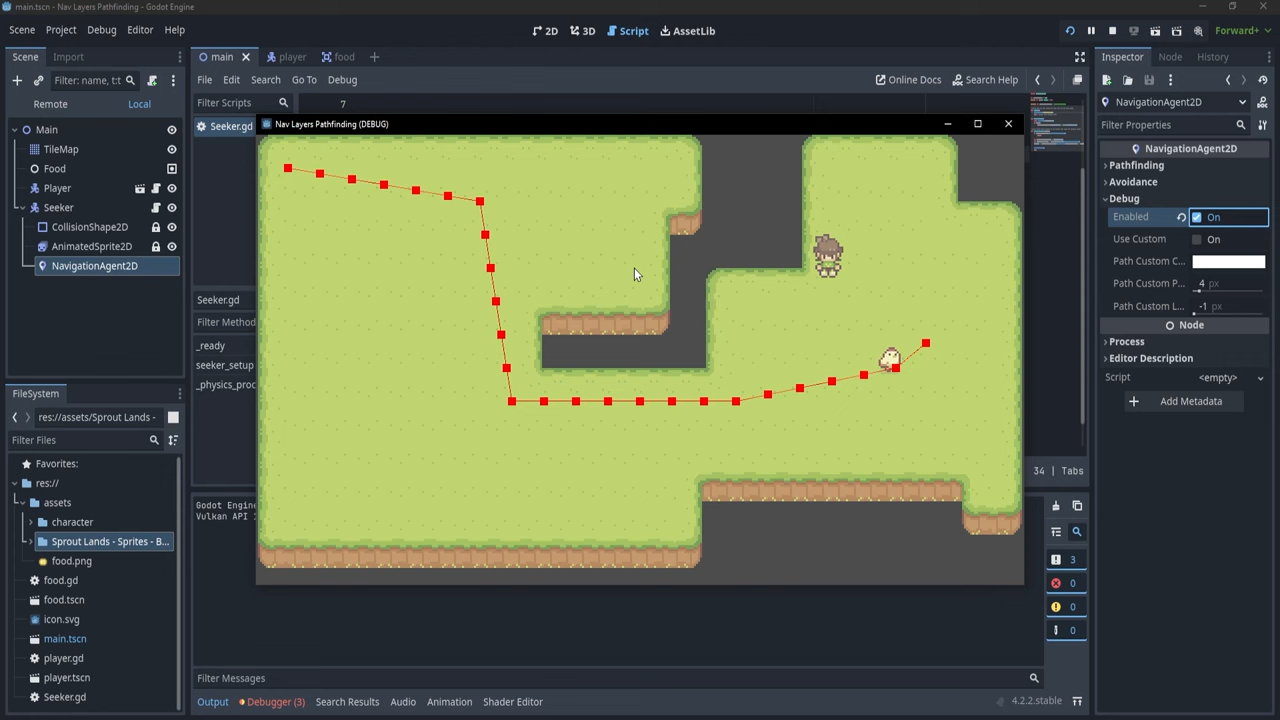 main.tscn - Nav Layers Pathfinding - Godot Engine
Scene Project Debug Editor Help
2D 3D Script AssetLib
Forward+
Scene Import
Filter: name, t:t
Remote Local
Main
TileMap
Food
Player
Seeker
CollisionShape2D
AnimatedSprite2D
NavigationAgent2D
FileSystem
res://assets/Sprout Lands -
Filter Files
Favorites:
res://
assets
character
Sprout Lands - Sprites - B...
food.png
food.gd
food.tscn
icon.svg
main.tscn
player.gd
player.tscn
Seeker.gd
main player food
File Edit Search Go To Debug
Online Docs Search Help
Filter Scripts
7
Seeker.gd
Nav Layers Pathfinding (DEBUG)
Seeker.gd
Filter Method
_ready
seeker_setup
_physics_proc
34 | Tabs
Godot Engine
Vulkan API
3
0
0
0
Filter Messages
Output Debugger (3) Search Results Audio Animation Shader Editor
4.2.2.stable
Inspector Node History
NavigationAgent2D
Filter Properties
NavigationAgent2D
Pathfinding
Avoidance
Debug
Enabled On
Use Custom On
Path Custom C...
Path Custom P... 4 px
Path Custom L... -1 px
Node
Process
Editor Description
Script <empty>
Add Metadata